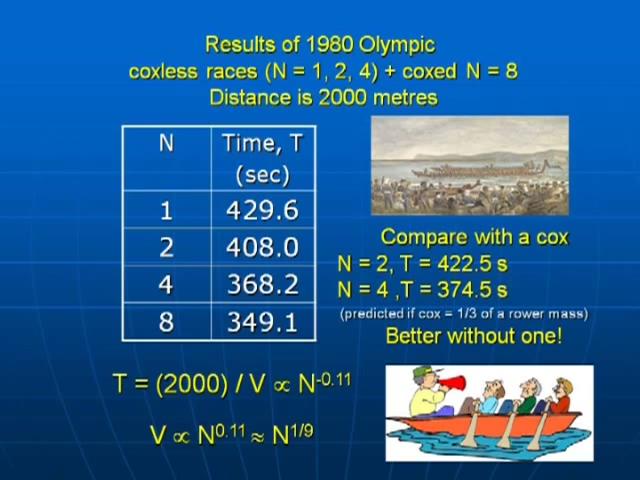 Results of 1980 Olympic
coxless races (N = 1, 2, 4) + coxed N = 8
Distance is 2000 metres
N Time, T
(sec)
1 429.6
2 408.0
4 368.2
8 349.1
Compare with a cox
N = 2, T = 422.5 s
N = 4 ,T = 374.5 s
(predicted if cox = 1/3 of a rower mass)
Better without one!
T = (2000) / V ∝ N^-0.11
V ∝ N^0.11 ≈ N^1/9